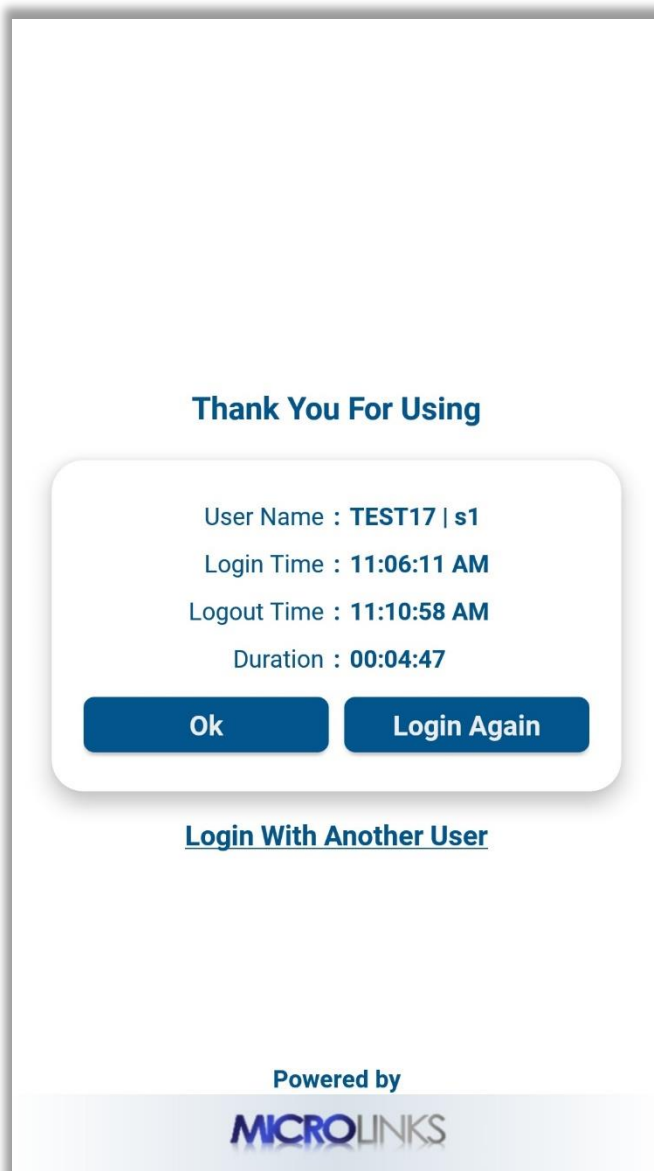 Thank You For Using
User Name : TEST17 | s1
Login Time : 11:06:11 AM
Logout Time : 11:10:58 AM
Duration : 00:04:47
Ok Login Again
Login With Another User
Powered by
MICROLINKS